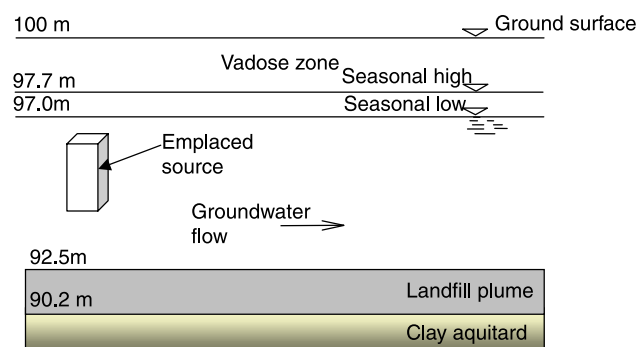 100 m
Ground surface
Vadose zone
97.7 m
Seasonal high
97.0m
Seasonal low
Emplaced
source
Groundwater
flow
92.5m
90.2 m
Landfill plume
Clay aquitard